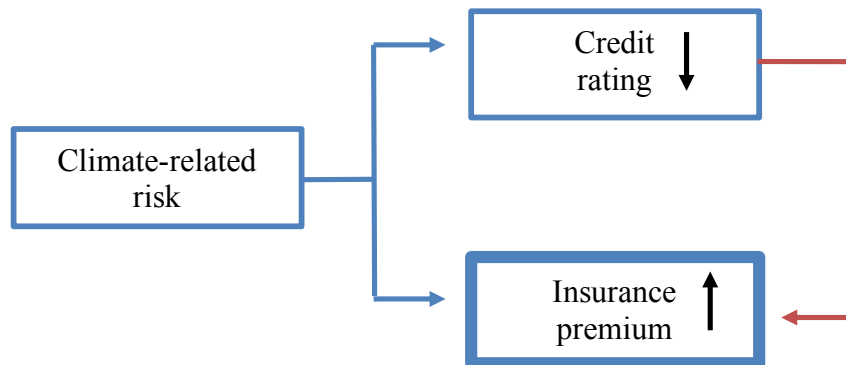 Credit
rating
Climate-related
risk
Insurance
premium